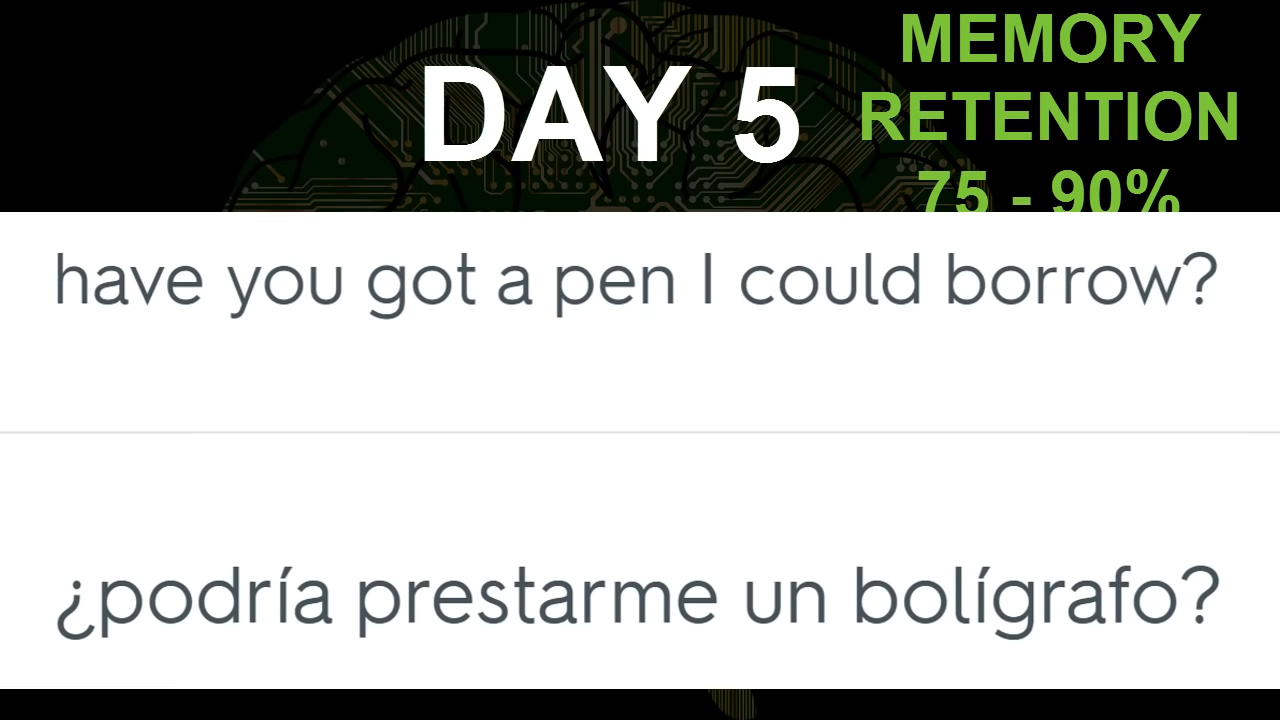 DAY 5
MEMORY
RETENTION
75 - 90%
have you got a pen I could borrow?
¿podría prestarme un bolígrafo?